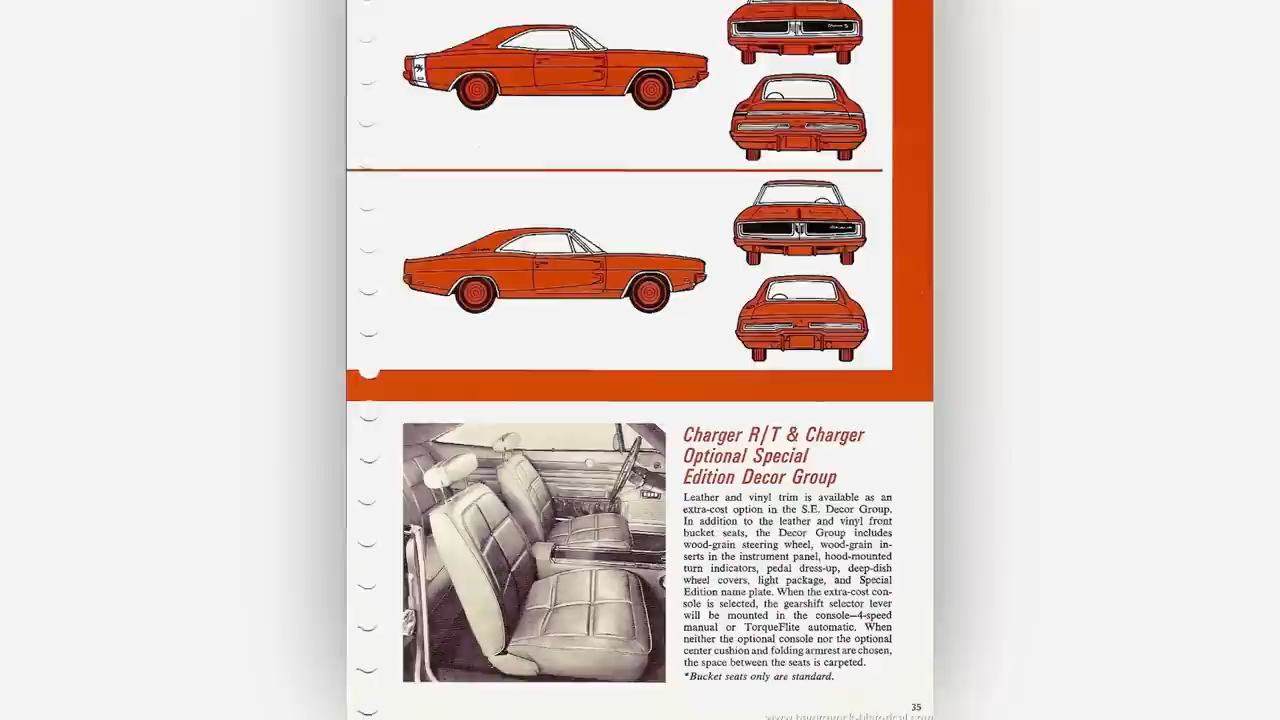 Charger R/T & Charger
Optional Special
Edition Decor Group
Leather and vinyl trim is available as an
extra-cost option in the S.E. Decor Group.
In addition to the leather and vinyl front
bucket seats, the Decor Group includes
wood-grain steering wheel, wood-grain in-
serts in the instrument panel, hood-mounted
turn indicators, pedal dress-up, deep-dish
wheel covers, light package, and Special
Edition name plate. When the extra-cost con-
sole is selected, the gearshift selector lever
will be mounted in the console—4-speed
manual or TorqueFlite automatic. When
neither the optional console nor the optional
center cushion and folding armrest are chosen,
the space between the seats is carpeted.
*Bucket seats only are standard.
35